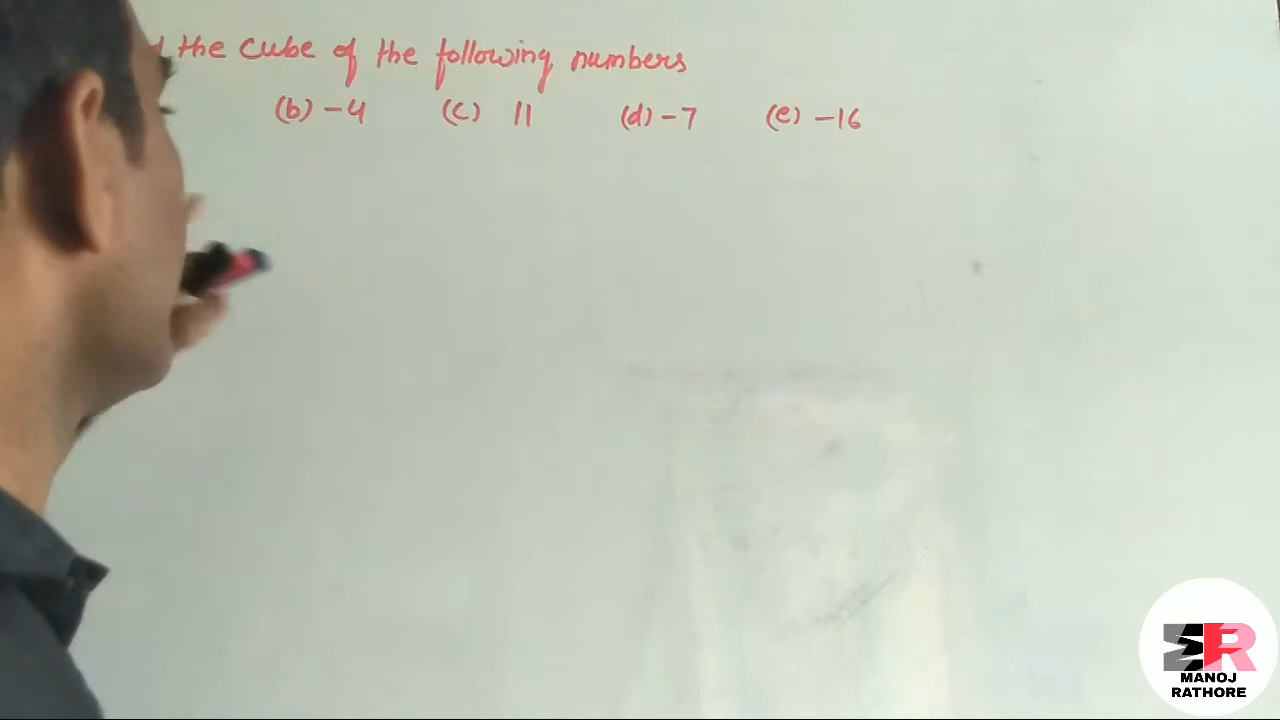 the cube of the following numbers
(b) -4 (c) 11 (d) -7 (e) -16
MANOJ
RATHORE